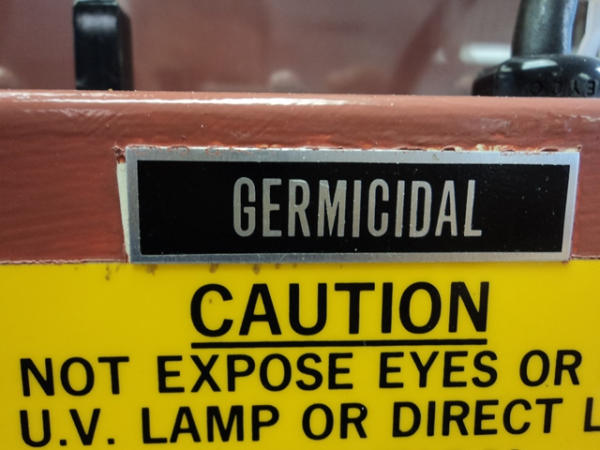 GERMICIDAL
CAUTION
NOT EXPOSE EYES OR
U.V. LAMP OR DIRECT L